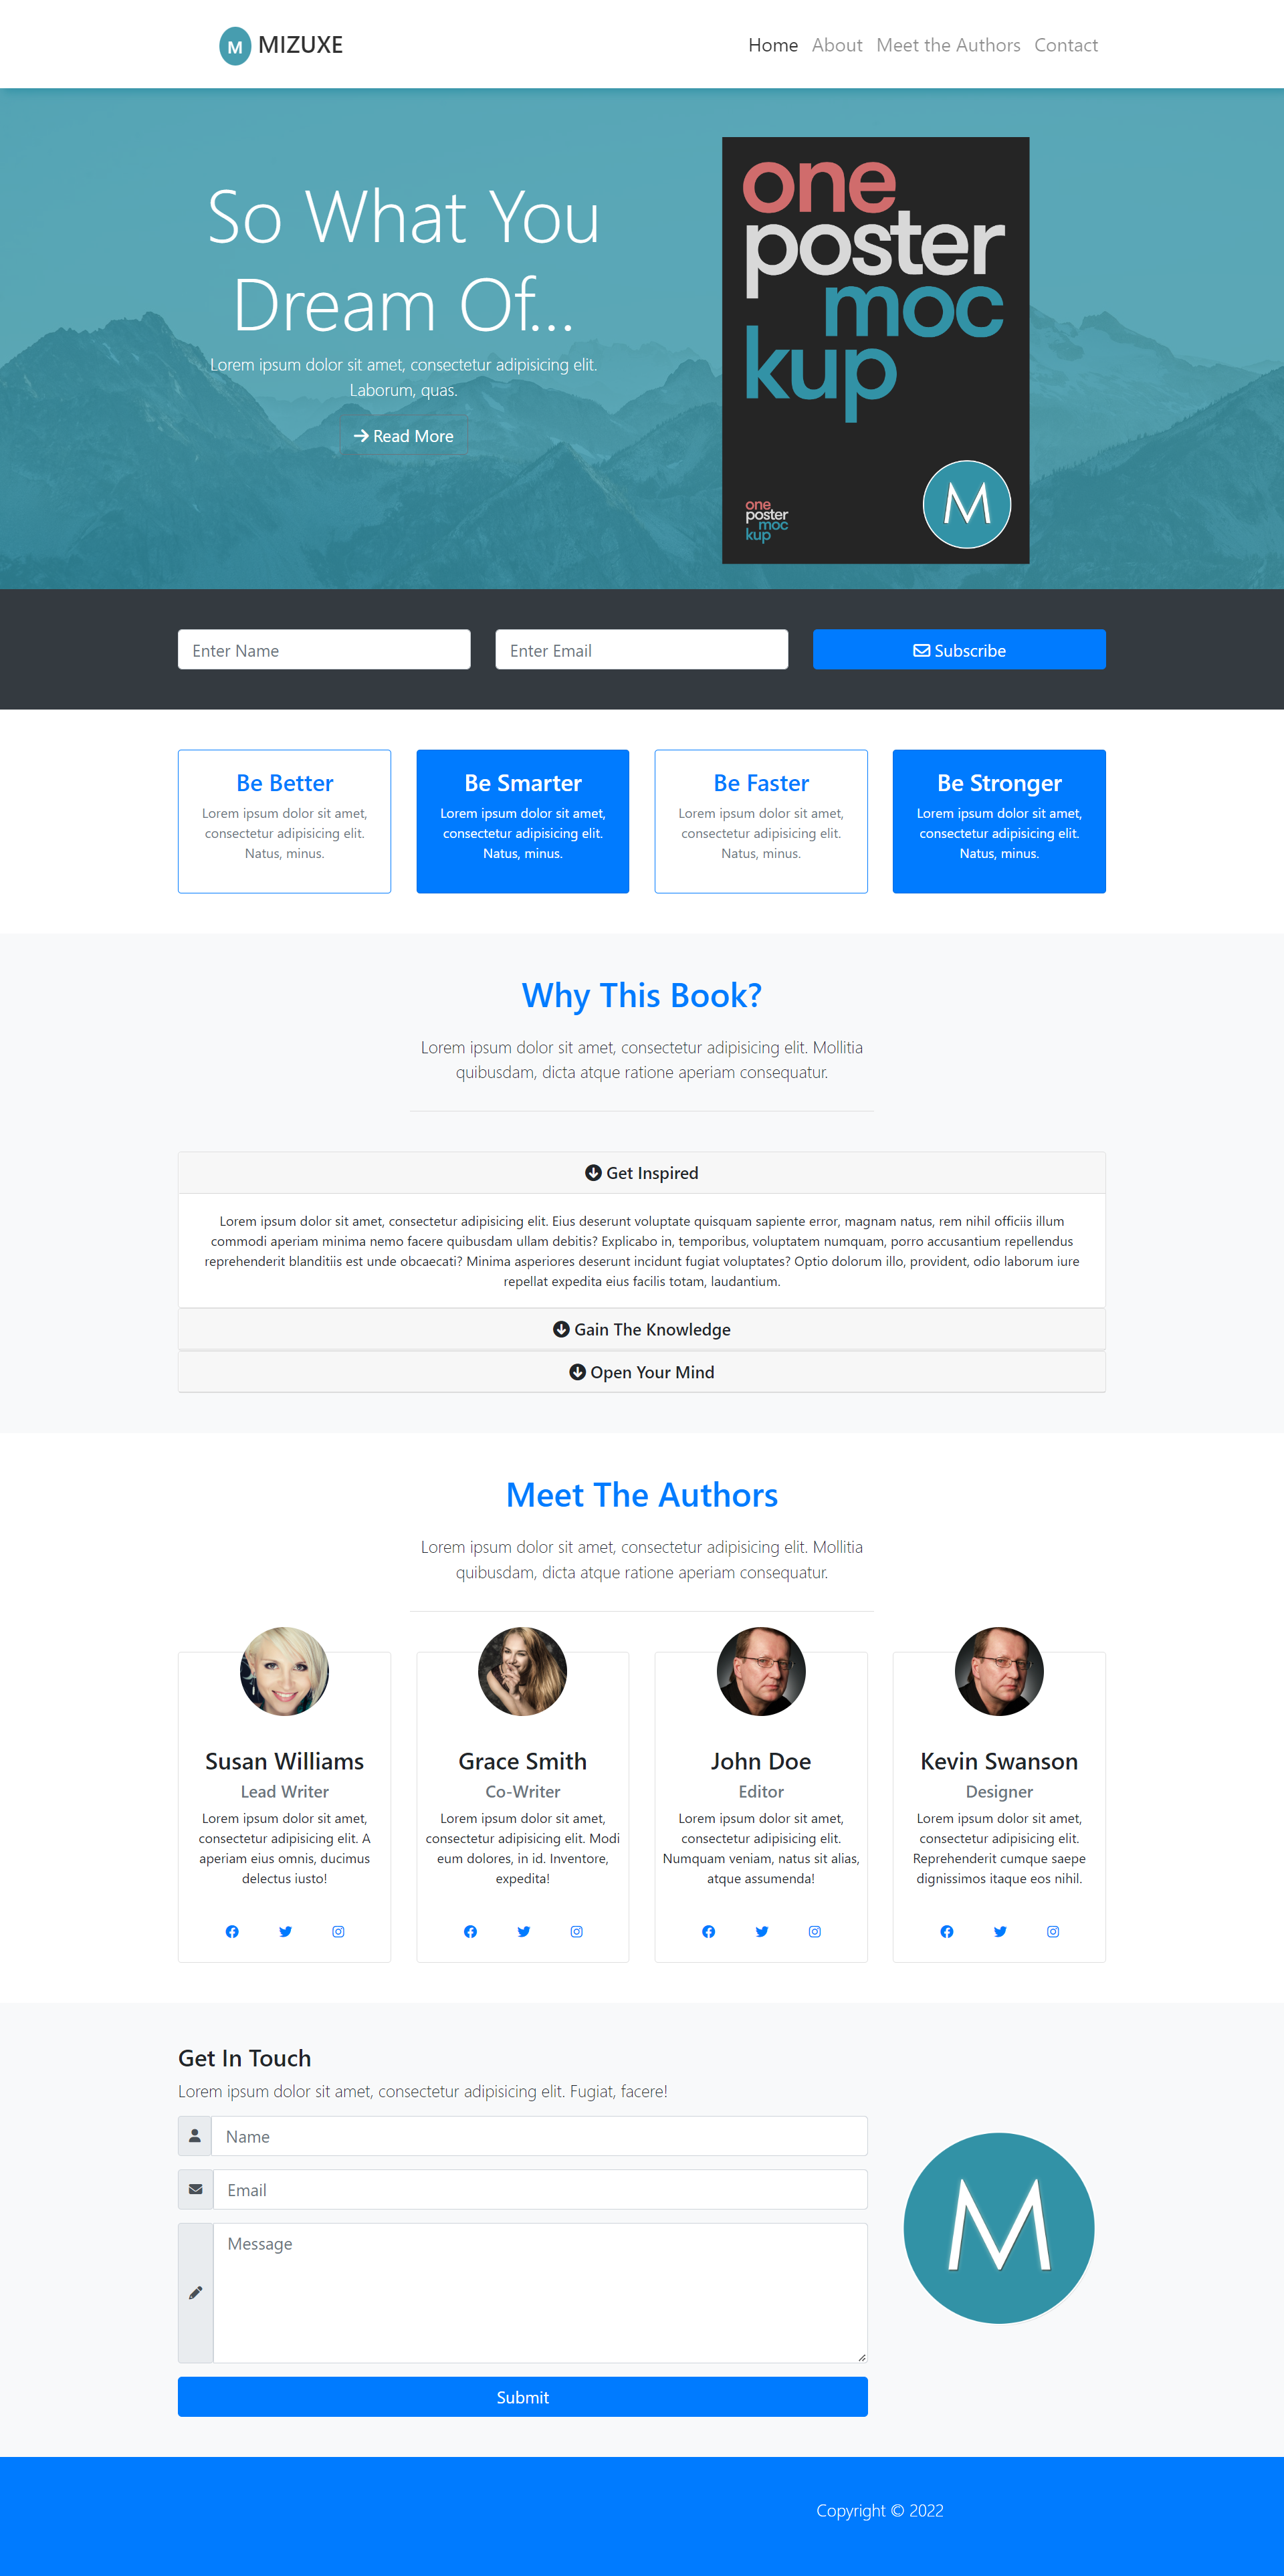 M MIZUXE
Home About Meet the Authors Contact
So What You
Dream Of...
Lorem ipsum dolor sit amet, consectetur adipisicing elit.
Laborum, quas.
Read More
one
poster
moc
kup
one
poster
moc
kup
M
Enter Name
Enter Email
Subscribe
Be Better
Lorem ipsum dolor sit amet,
consectetur adipisicing elit.
Natus, minus.
Be Smarter
Lorem ipsum dolor sit amet,
consectetur adipisicing elit.
Natus, minus.
Be Faster
Lorem ipsum dolor sit amet,
consectetur adipisicing elit.
Natus, minus.
Be Stronger
Lorem ipsum dolor sit amet,
consectetur adipisicing elit.
Natus, minus.
Why This Book?
Lorem ipsum dolor sit amet, consectetur adipisicing elit. Mollitia
quibusdam, dicta atque ratione aperiam consequatur.
Get Inspired
Lorem ipsum dolor sit amet, consectetur adipisicing elit. Eius deserunt voluptate quisquam sapiente error, magnam natus, rem nihil officiis illum
commodi aperiam minima nemo facere quibusdam ullam debitis? Explicabo in, temporibus, voluptatem numquam, porro accusantium repellendus
reprehenderit blanditiis est unde obcaecati? Minima asperiores deserunt incidunt fugiat voluptates? Optio dolorum illo, provident, odio laborum iure
repellat expedita eius facilis totam, laudantium.
Gain The Knowledge
Open Your Mind
Meet The Authors
Lorem ipsum dolor sit amet, consectetur adipisicing elit. Mollitia
quibusdam, dicta atque ratione aperiam consequatur.
Susan Williams
Lead Writer
Lorem ipsum dolor sit amet,
consectetur adipisicing elit. A
aperiam eius omnis, ducimus
delectus iusto!
Grace Smith
Co-Writer
Lorem ipsum dolor sit amet,
consectetur adipisicing elit. Modi
eum dolores, in id. Inventore,
expedita!
John Doe
Editor
Lorem ipsum dolor sit amet,
consectetur adipisicing elit.
Numquam veniam, natus sit alias,
atque assumenda!
Kevin Swanson
Designer
Lorem ipsum dolor sit amet,
consectetur adipisicing elit.
Reprehenderit cumque saepe
dignissimos itaque eos nihil.
Get In Touch
Lorem ipsum dolor sit amet, consectetur adipisicing elit. Fugiat, facere!
Name
Email
Message
Submit
M
Copyright © 2022